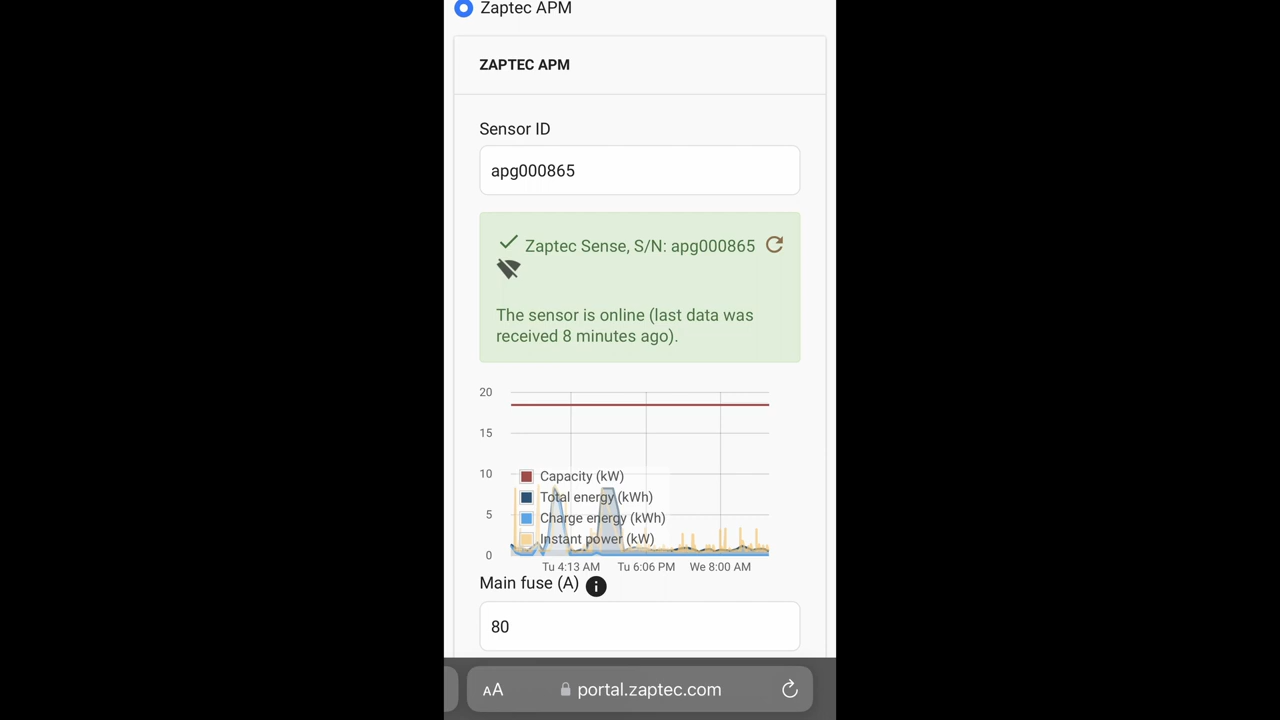 Zaptec APM
ZAPTEC APM
Sensor ID
apg000865
Zaptec Sense, S/N: apg000865
The sensor is online (last data was
received 8 minutes ago).
20
15
10
5
0
Capacity (kW)
Total energy (kWh)
Charge energy (kWh)
Instant power (kW)
Tu 4:13 AM Tu 6:06 PM We 8:00 AM
Main fuse (A) i
80
AA portal.zaptec.com